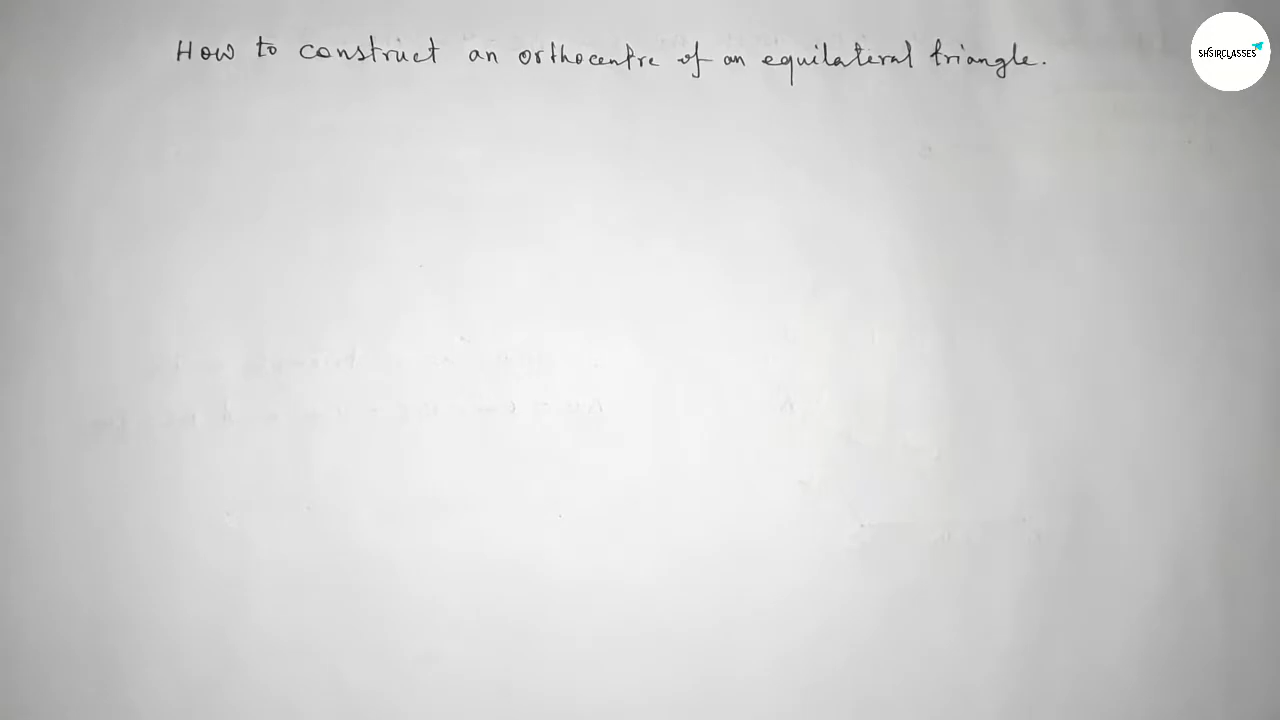 How to construct an orthocentre of an equilateral triangle.
SHSIRCLASSES